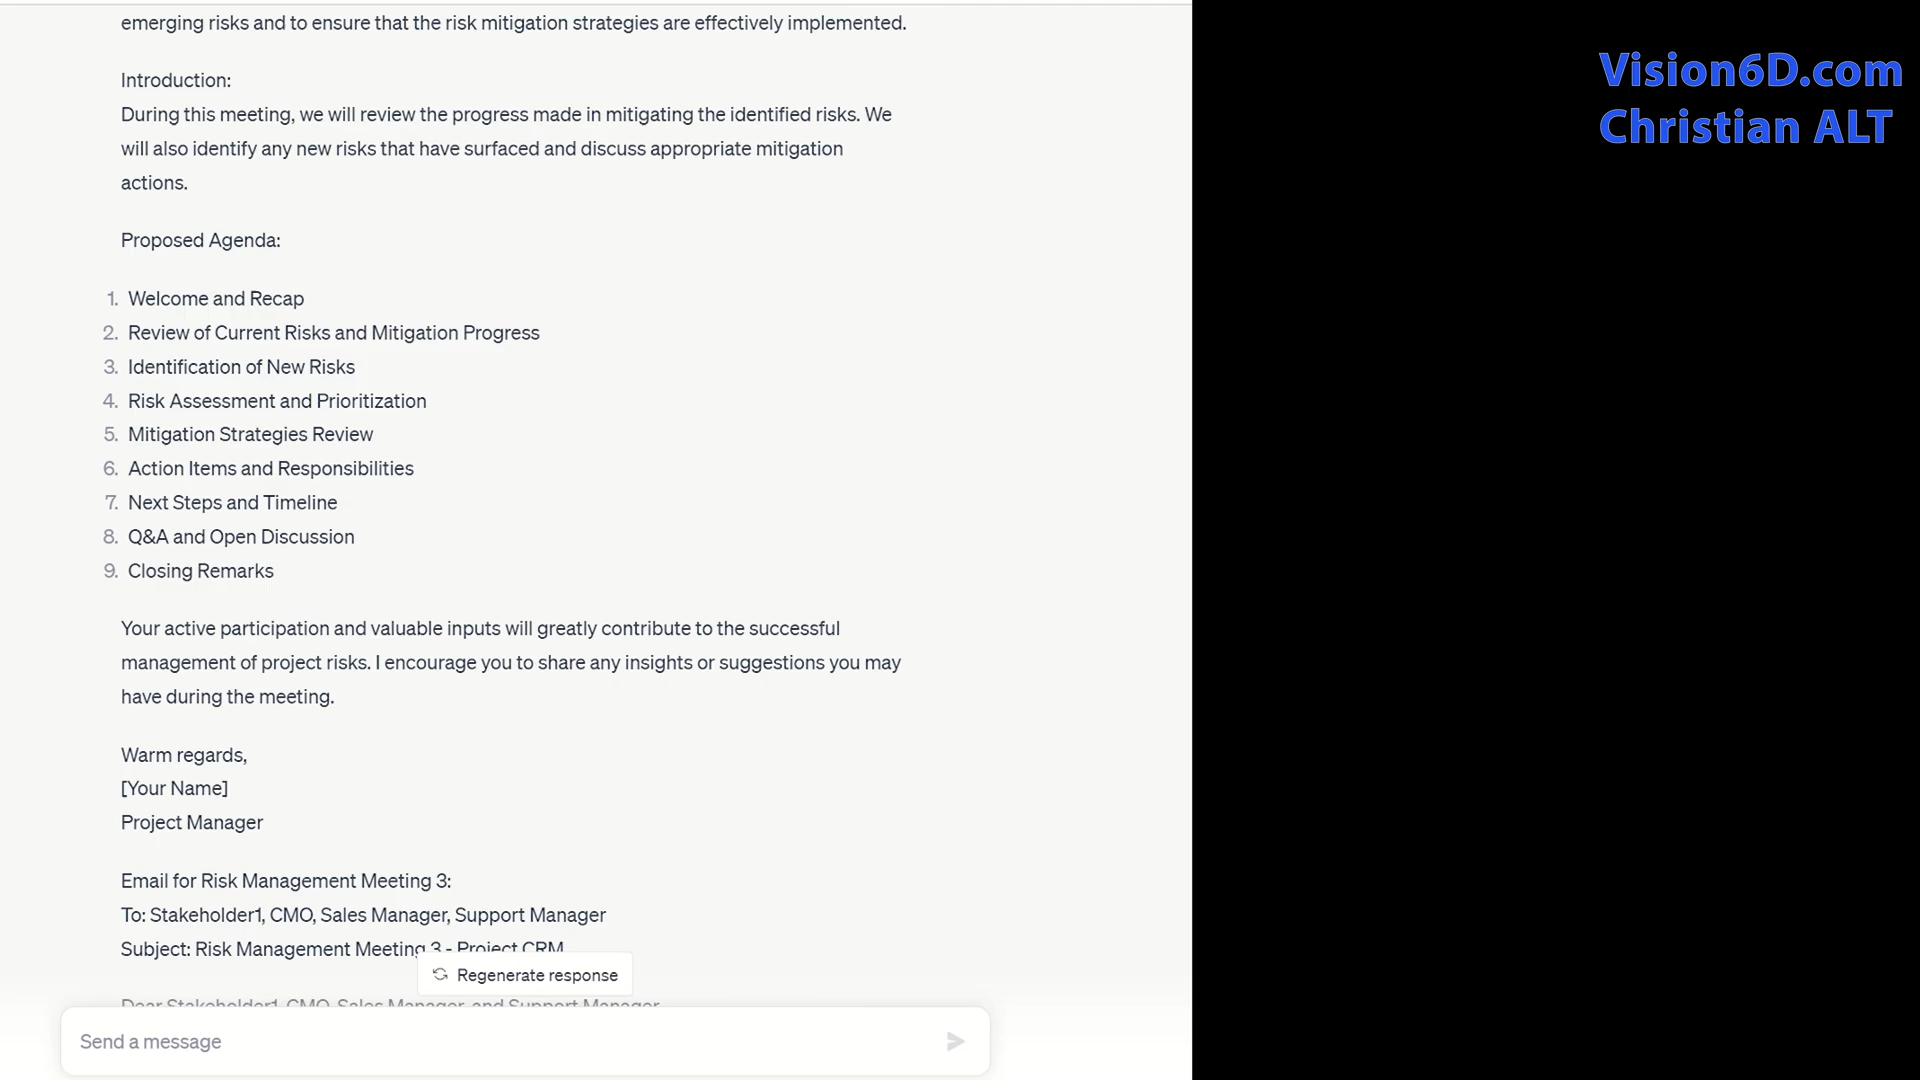 emerging risks and to ensure that the risk mitigation strategies are effectively implemented.
Introduction:
During this meeting, we will review the progress made in mitigating the identified risks. We
will also identify any new risks that have surfaced and discuss appropriate mitigation
actions.
Proposed Agenda:
1. Welcome and Recap
2. Review of Current Risks and Mitigation Progress
3. Identification of New Risks
4. Risk Assessment and Prioritization
5. Mitigation Strategies Review
6. Action Items and Responsibilities
7. Next Steps and Timeline
8. Q&A and Open Discussion
9. Closing Remarks
Your active participation and valuable inputs will greatly contribute to the successful
management of project risks. I encourage you to share any insights or suggestions you may
have during the meeting.
Warm regards,
[Your Name]
Project Manager
Email for Risk Management Meeting 3:
To: Stakeholder1, CMO, Sales Manager, Support Manager
Subject: Risk Management Meeting 3 - Project CRM
Regenerate response
Dear Stakeholder1, CMO, Sales Manager, and Support Manager
Send a message
Vision6D.com
Christian ALT